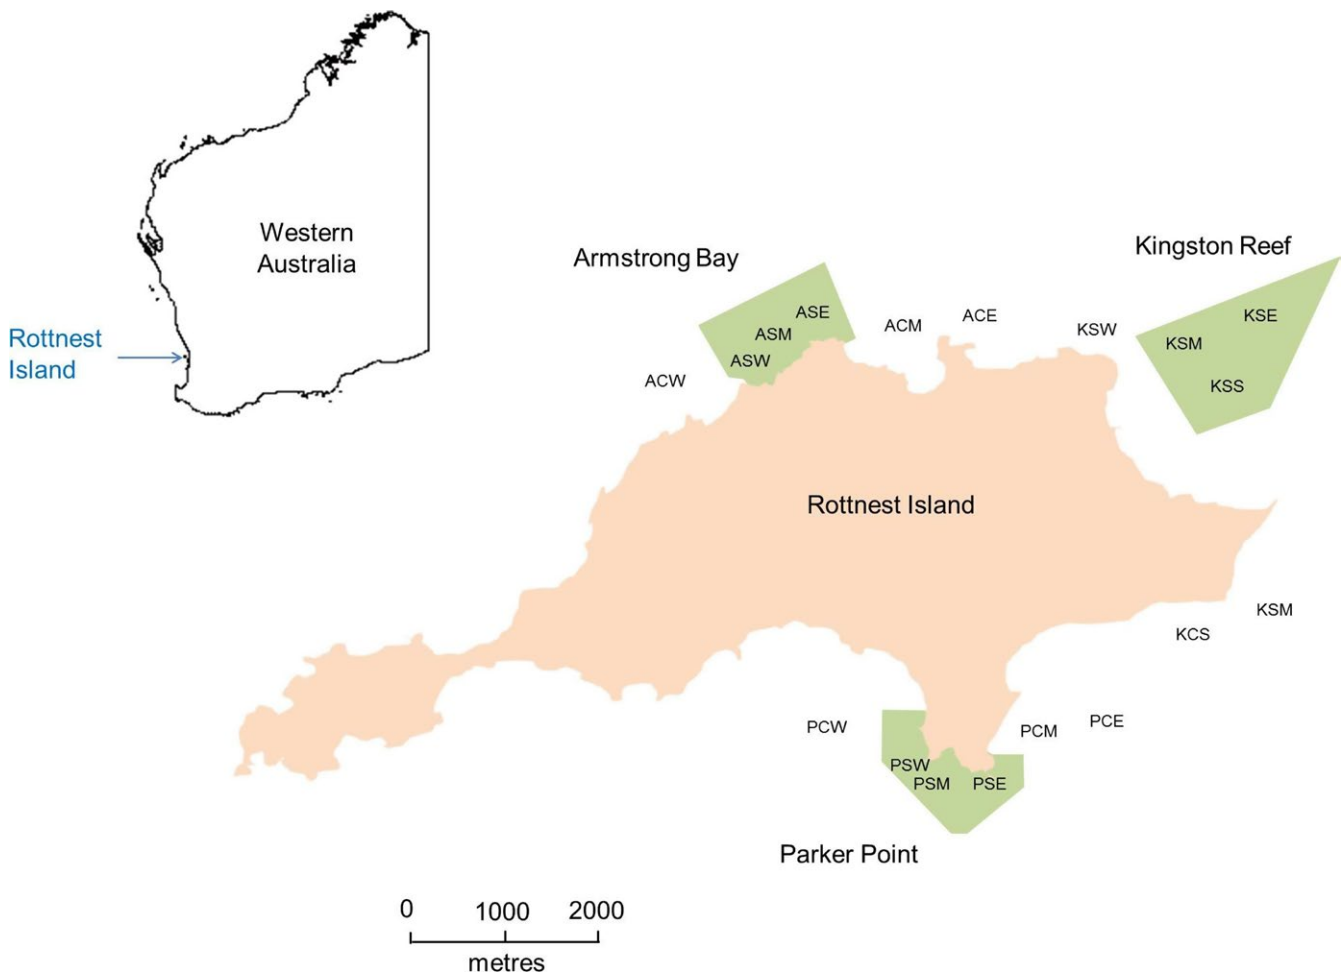 Western
Australia
Rottnest
Island
Armstrong Bay
Kingston Reef
ASE
ASM
ASW
ACW
ACM
ACE
KSW
KSE
KSM
KSS
Rottnest Island
KSM
KCS
PCW
PCM
PCE
PSW
PSM
PSE
Parker Point
0 1000 2000
metres